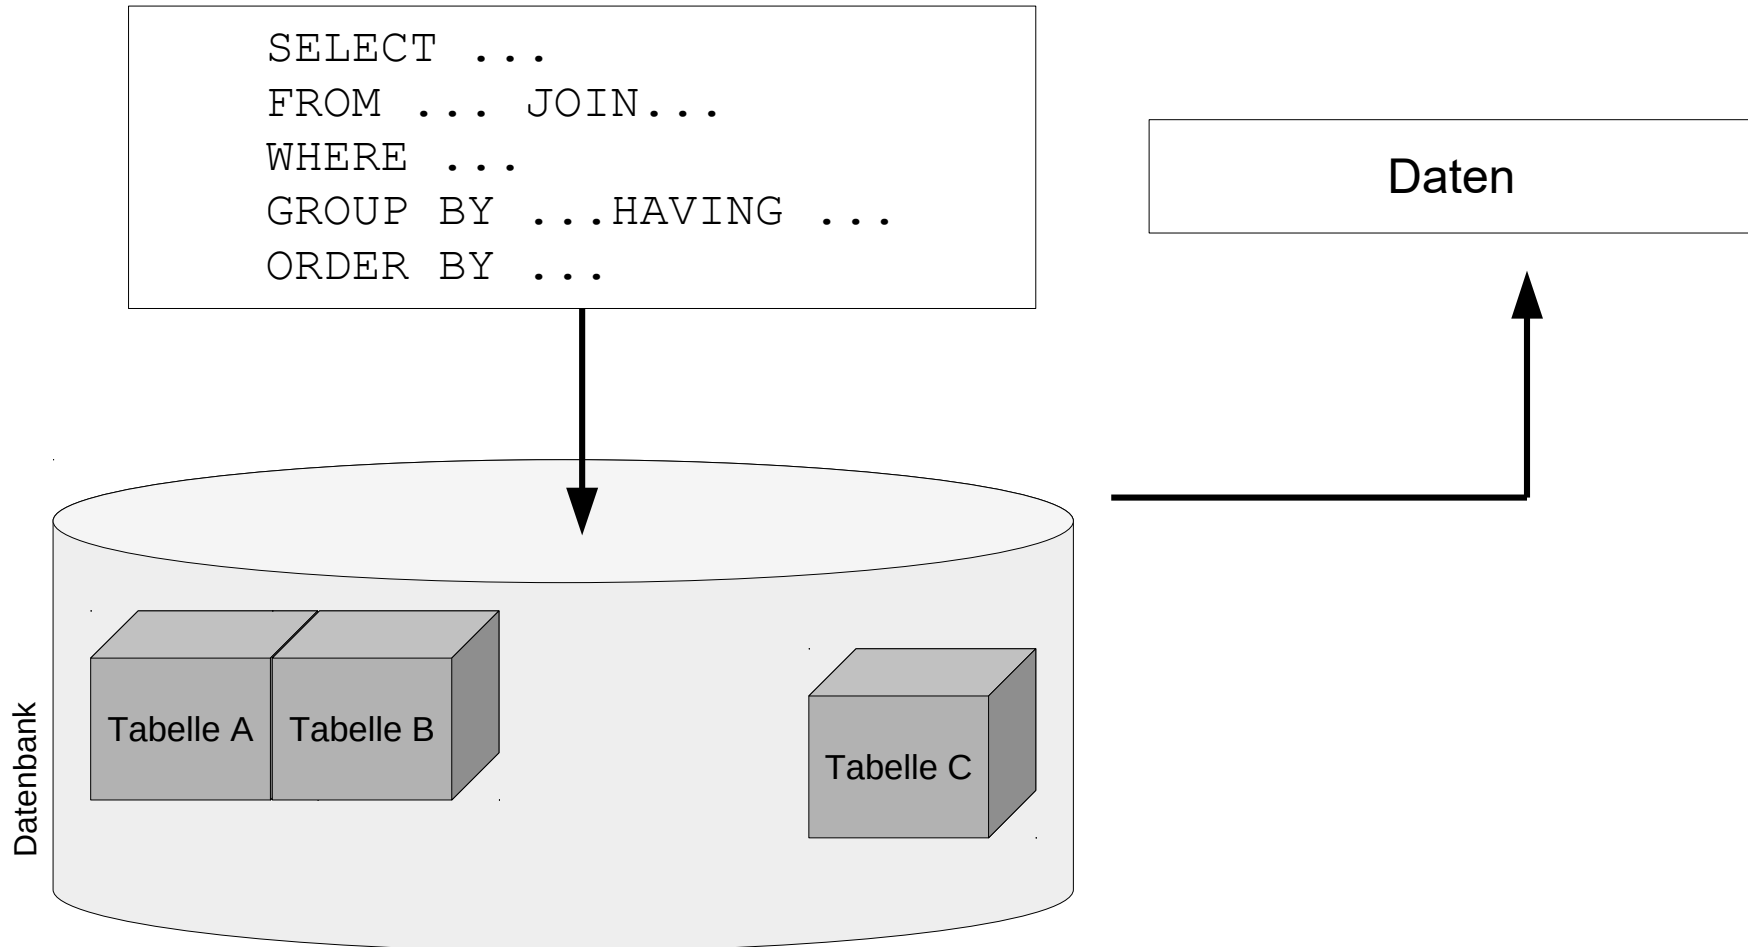 SELECT ...
FROM ... JOIN...
WHERE ...
GROUP BY ...HAVING ...
ORDER BY ...
Daten
Datenbank
Tabelle A
Tabelle B
Tabelle C